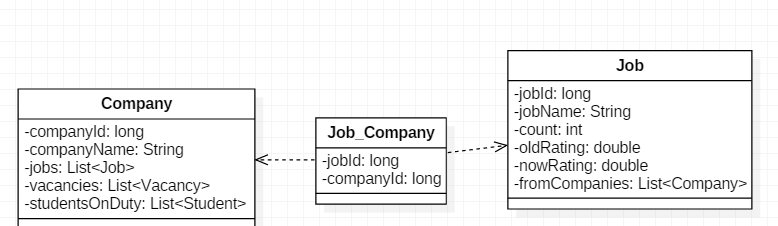 Company
-companyId: long
-companyName: String
-jobs: List<Job>
-vacancies: List<Vacancy>
-studentsOnDuty: List<Student>
Job_Company
-jobId: long
-companyId: long
Job
-jobId: long
-jobName: String
-count: int
-oldRating: double
-nowRating: double
-fromCompanies: List<Company>